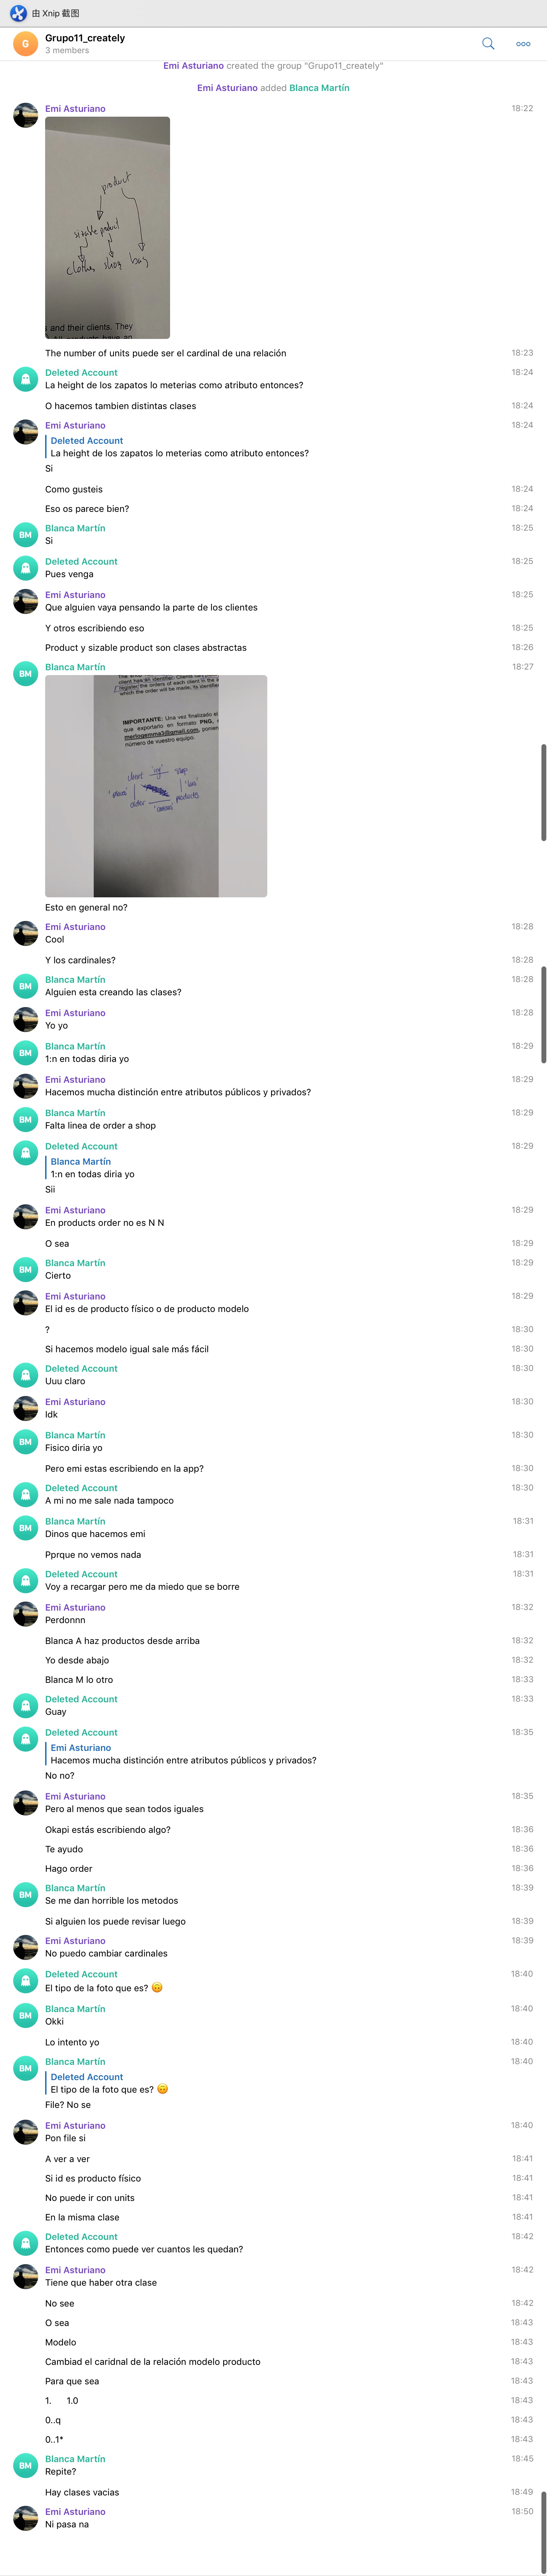 由 Xnip 截图
G
Grupo11_creately
3 members
Emi Asturiano created the group "Grupo11_creately"
Emi Asturiano added Blanca Martín
Emi Asturiano
18:22
product
sizable product
clothes shoes bag
s and their clients. They
The number of units puede ser el cardinal de una relación
18:23
Deleted Account
18:24
La height de los zapatos lo meterias como atributo entonces?
O hacemos tambien distintas clases
18:24
Emi Asturiano
18:24
Deleted Account
La height de los zapatos lo meterias como atributo entonces?
Si
Como gusteis
18:24
Eso os parece bien?
18:24
BM
Blanca Martín
18:25
Si
Deleted Account
18:25
Pues venga
Emi Asturiano
18:25
Que alguien vaya pensando la parte de los clientes
Y otros escribiendo eso
18:25
Product y sizable product son clases abstractas
18:26
BM
Blanca Martín
18:27
register the orders of each client in the
which the order will be made, its identifier
IMPORTANTE: Una vez finalizado el
que exportarlo en formato PNG,
número de vuestro equipo.
client shop
order products
Esto en general no?
Emi Asturiano
18:28
Cool
Y los cardinales?
18:28
BM
Blanca Martín
18:28
Alguien esta creando las clases?
Emi Asturiano
18:28
Yo yo
BM
Blanca Martín
18:29
1:n en todas diria yo
Emi Asturiano
18:29
Hacemos mucha distinción entre atributos públicos y privados?
BM
Blanca Martín
18:29
Falta linea de order a shop
Deleted Account
18:29
Blanca Martín
1:n en todas diria yo
Sii
Emi Asturiano
18:29
En products order no es N N
O sea
18:29
BM
Blanca Martín
18:29
Cierto
Emi Asturiano
18:29
El id es de producto físico o de producto modelo
?
18:30
Si hacemos modelo igual sale más fácil
18:30
Deleted Account
18:30
Uuu claro
Emi Asturiano
18:30
Idk
BM
Blanca Martín
18:30
Fisico diria yo
Pero emi estas escribiendo en la app?
18:30
Deleted Account
18:30
A mi no me sale nada tampoco
BM
Blanca Martín
18:31
Dinos que hacemos emi
Pprque no vemos nada
18:31
Deleted Account
18:31
Voy a recargar pero me da miedo que se borre
Emi Asturiano
18:32
Perdonnn
Blanca A haz productos desde arriba
18:32
Yo desde abajo
18:32
Blanca M lo otro
18:33
Deleted Account
18:33
Guay
Deleted Account
18:35
Emi Asturiano
Hacemos mucha distinción entre atributos públicos y privados?
No no?
Emi Asturiano
18:35
Pero al menos que sean todos iguales
Okapi estás escribiendo algo?
18:36
Te ayudo
18:36
Hago order
18:36
BM
Blanca Martín
18:39
Se me dan horrible los metodos
Si alguien los puede revisar luego
18:39
Emi Asturiano
18:39
No puedo cambiar cardinales
Deleted Account
18:40
El tipo de la foto que es? 🙃
BM
Blanca Martín
18:40
Okki
Lo intento yo
18:40
BM
Blanca Martín
18:40
Deleted Account
El tipo de la foto que es? 🙃
File? No se
Emi Asturiano
18:40
Pon file si
A ver a ver
18:41
Si id es producto físico
18:41
No puede ir con units
18:41
En la misma clase
18:41
Deleted Account
18:42
Entonces como puede ver cuantos les quedan?
Emi Asturiano
18:42
Tiene que haber otra clase
No see
18:42
O sea
18:43
Modelo
18:43
Cambiad el caridnal de la relación modelo producto
18:43
Para que sea
18:43
1. 1.0
18:43
0..q
18:43
0..1*
18:43
BM
Blanca Martín
18:45
Repite?
Hay clases vacias
18:49
Emi Asturiano
18:50
Ni pasa na